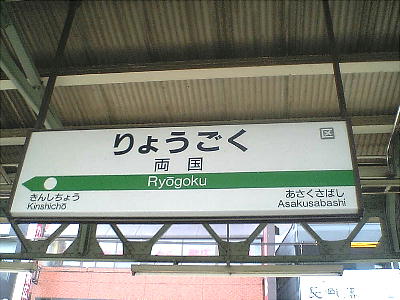 りょうごく
区
両国
Ryōgoku
きんしちょう
Kinshichō
あさくさばし
Asakusabashi